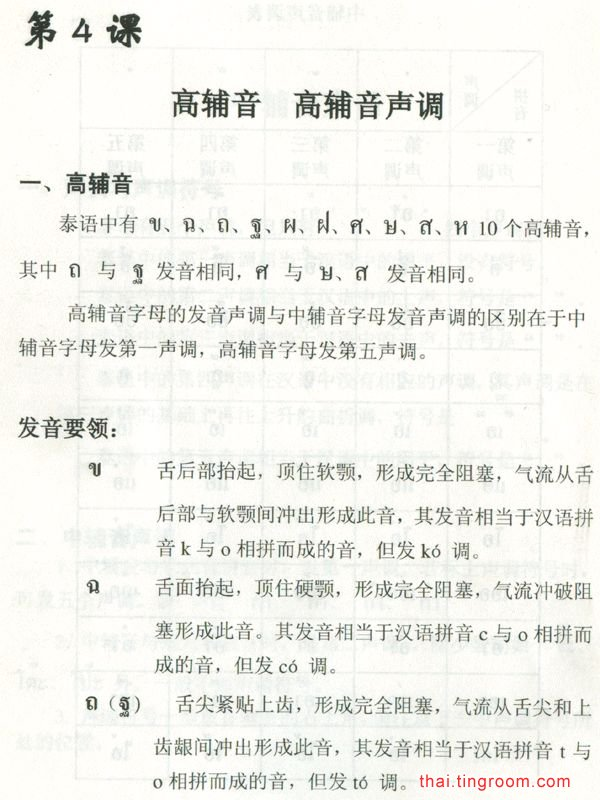 第 4 课
高辅音　高辅音声调
一、高辅音
泰语中有 ข、ฉ、ถ、ฐ、ผ、ฝ、ศ、ษ、ส、ห 10 个高辅音，
其中 ถ 与 ฐ 发音相同，ศ 与 ษ、ส 发音相同。
高辅音字母的发音声调与中辅音字母发音声调的区别在于中
辅音字母发第一声调，高辅音字母发第五声调。
发音要领：
ข 舌后部抬起，顶住软颚，形成完全阻塞，气流从舌
后部与软颚间冲出形成此音，其发音相当于汉语拼
音 k 与 o 相拼而成的音，但发 kó 调。
ฉ 舌面抬起，顶住硬颚，形成完全阻塞，气流冲破阻
塞形成此音。其发音相当于汉语拼音 c 与 o 相拼而
成的音，但发 có 调。
ถ（ฐ） 舌尖紧贴上齿，形成完全阻塞，气流从舌尖和上
齿龈间冲出形成此音，其发音相当于汉语拼音 t 与
o 相拼而成的音，但发 tó 调。
thai.tingroom.com